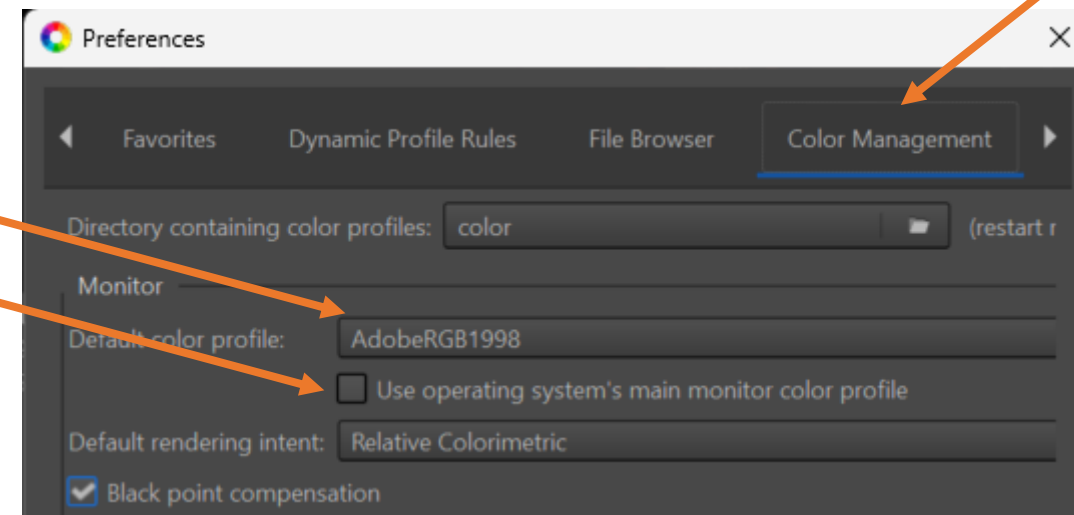 Preferences
Favorites Dynamic Profile Rules File Browser Color Management
Directory containing color profiles: color (restart r
Monitor
Default color profile: AdobeRGB1998
Use operating system's main monitor color profile
Default rendering intent: Relative Colorimetric
Black point compensation